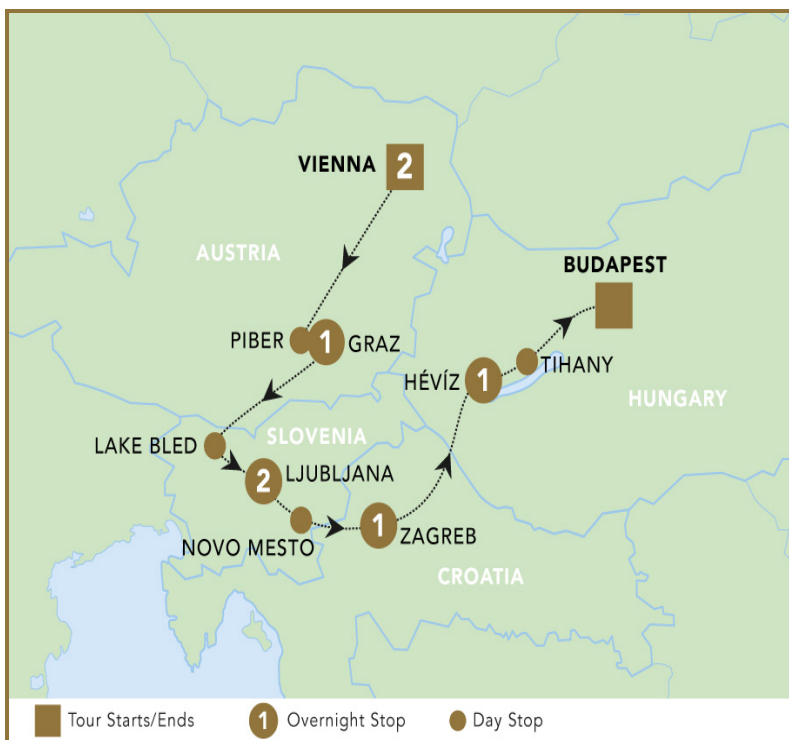 VIENNA 2
AUSTRIA
BUDAPEST
PIBER 1 GRAZ
HÉVÍZ 1 TIHANY
HUNGARY
LAKE BLED
SLOVENIA
2 LJUBLJANA
NOVO MESTO
1 ZAGREB
CROATIA
Tour Starts/Ends 1 Overnight Stop Day Stop